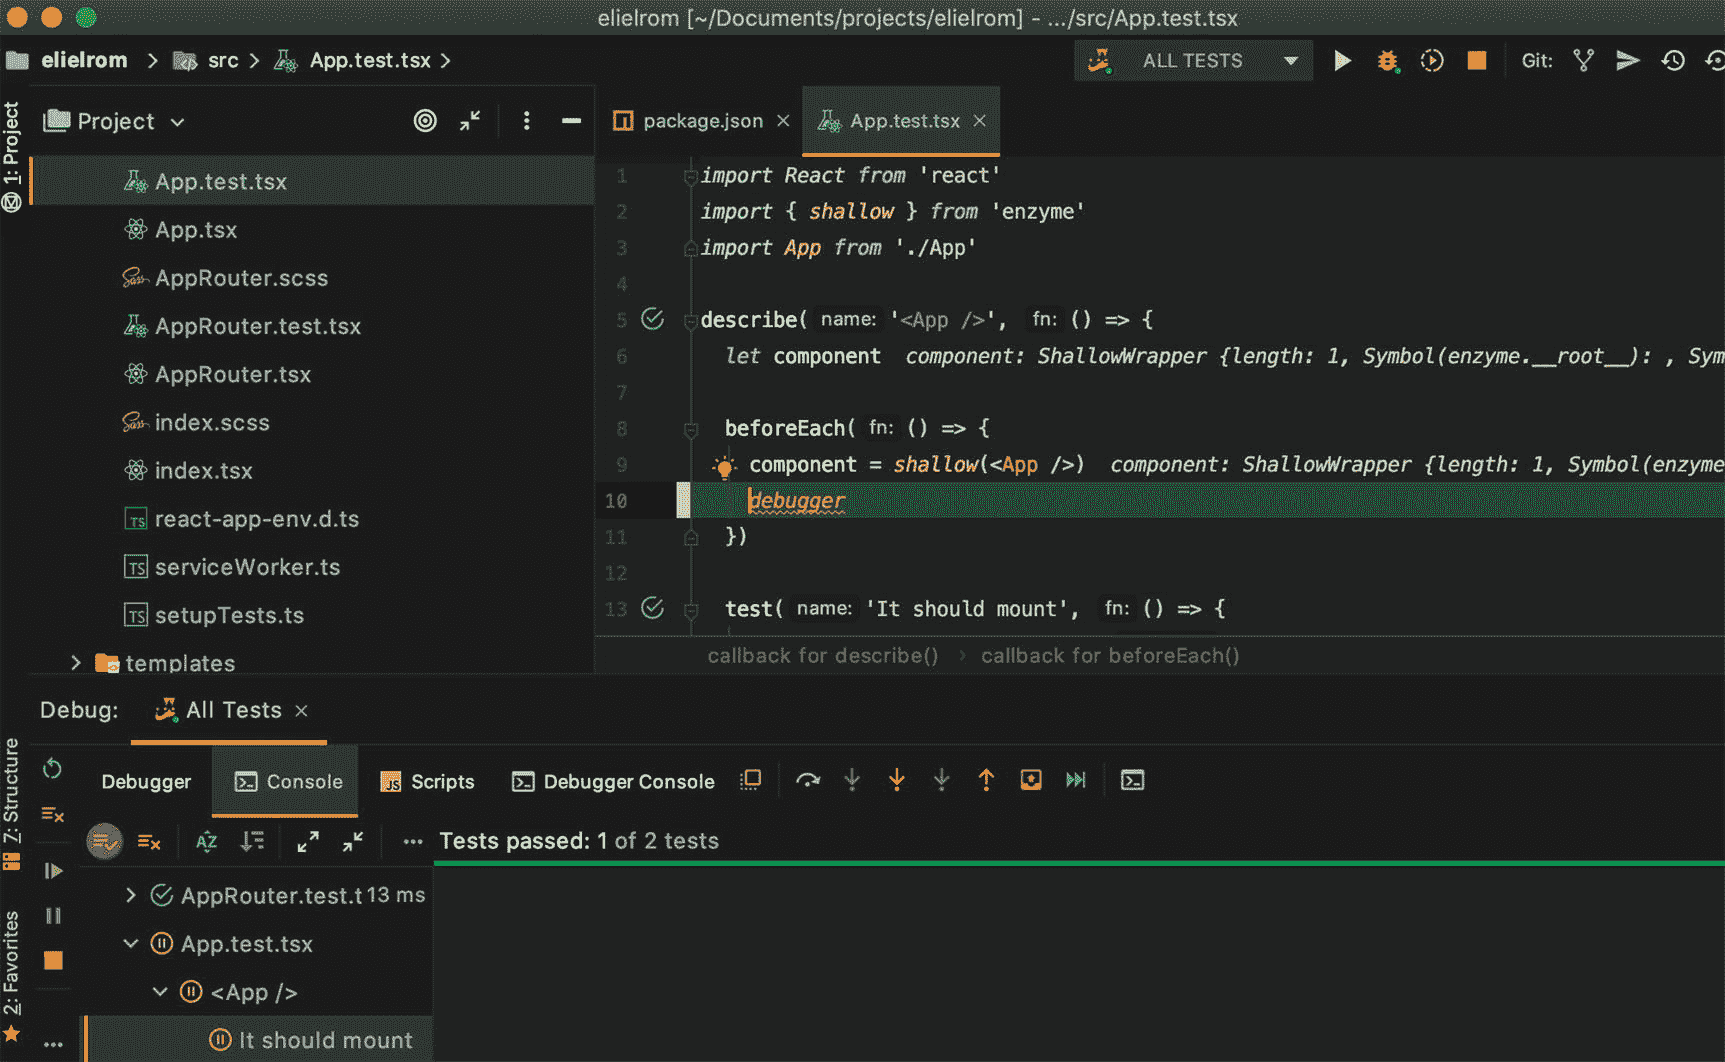 elielrom [~/Documents/projects/elielrom] - .../src/App.test.tsx
elielrom > src > App.test.tsx >
ALL TESTS
Git:
1: Project
Project
package.json
App.test.tsx
App.test.tsx
App.tsx
AppRouter.scss
AppRouter.test.tsx
AppRouter.tsx
index.scss
index.tsx
react-app-env.d.ts
serviceWorker.ts
setupTests.ts
templates
1 import React from 'react'
2 import { shallow } from 'enzyme'
3 import App from './App'
4
5 describe( name: '<App />', fn: () => {
6 let component component: ShallowWrapper {length: 1, Symbol(enzyme.__root__): , Sym
7
8 beforeEach( fn: () => {
9 component = shallow(<App />) component: ShallowWrapper {length: 1, Symbol(enzyme
10 debugger
11 })
12
13 test( name: 'It should mount', fn: () => {
callback for describe() › callback for beforeEach()
Debug:
All Tests
7: Structure
2: Favorites
Debugger
Console
Scripts
Debugger Console
Tests passed: 1 of 2 tests
AppRouter.test.t 13 ms
App.test.tsx
<App />
It should mount